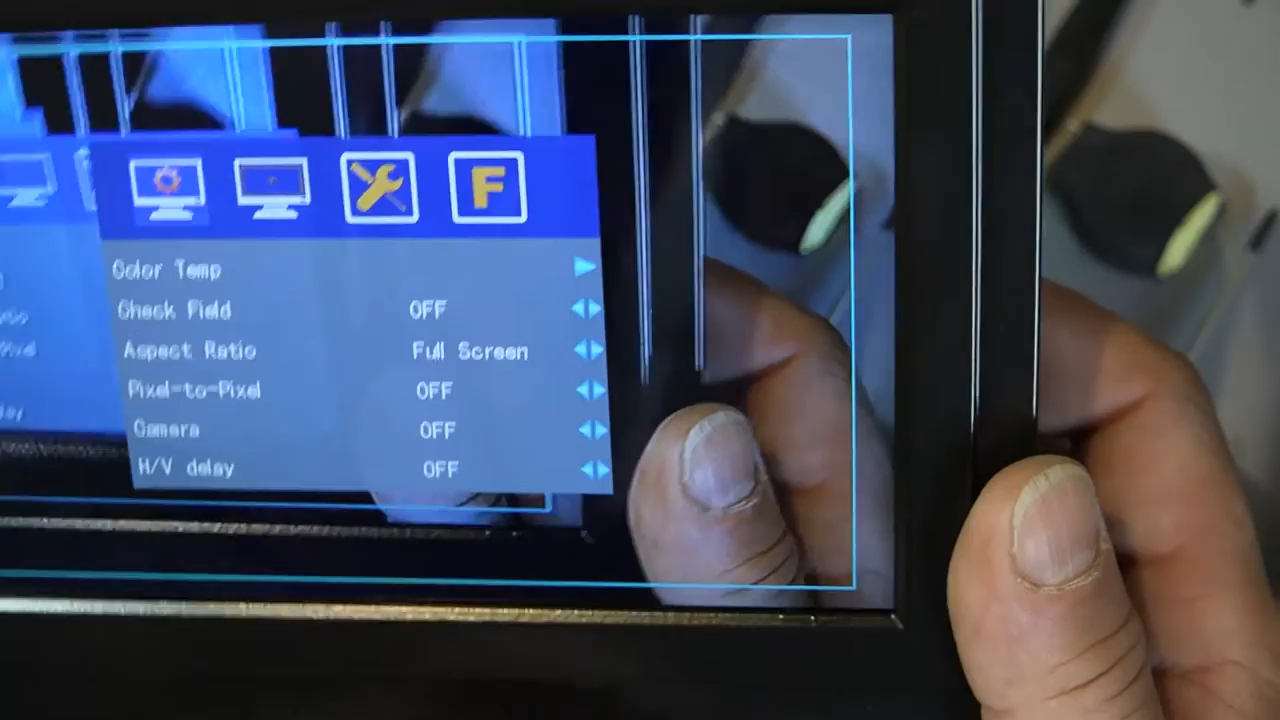 F
Color Temp
Check Field OFF
Aspect Ratio Full Screen
Pixel-to-Pixel OFF
Camera OFF
H/V delay OFF